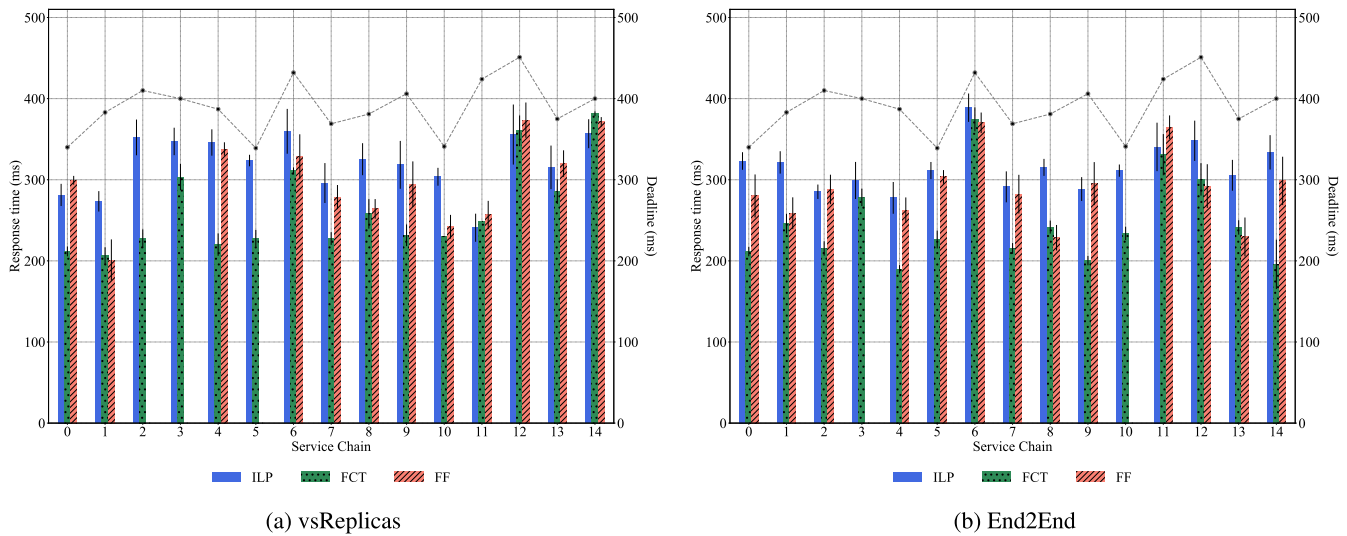 500
400
300
200
100
0
Response time (ms)
500
400
300
200
100
0
Deadline (ms)
0 1 2 3 4 5 6 7 8 9 10 11 12 13 14
Service Chain
ILP FCT FF
(a) vsReplicas
500
400
300
200
100
0
Response time (ms)
500
400
300
200
100
0
Deadline (ms)
0 1 2 3 4 5 6 7 8 9 10 11 12 13 14
Service Chain
ILP FCT FF
(b) End2End